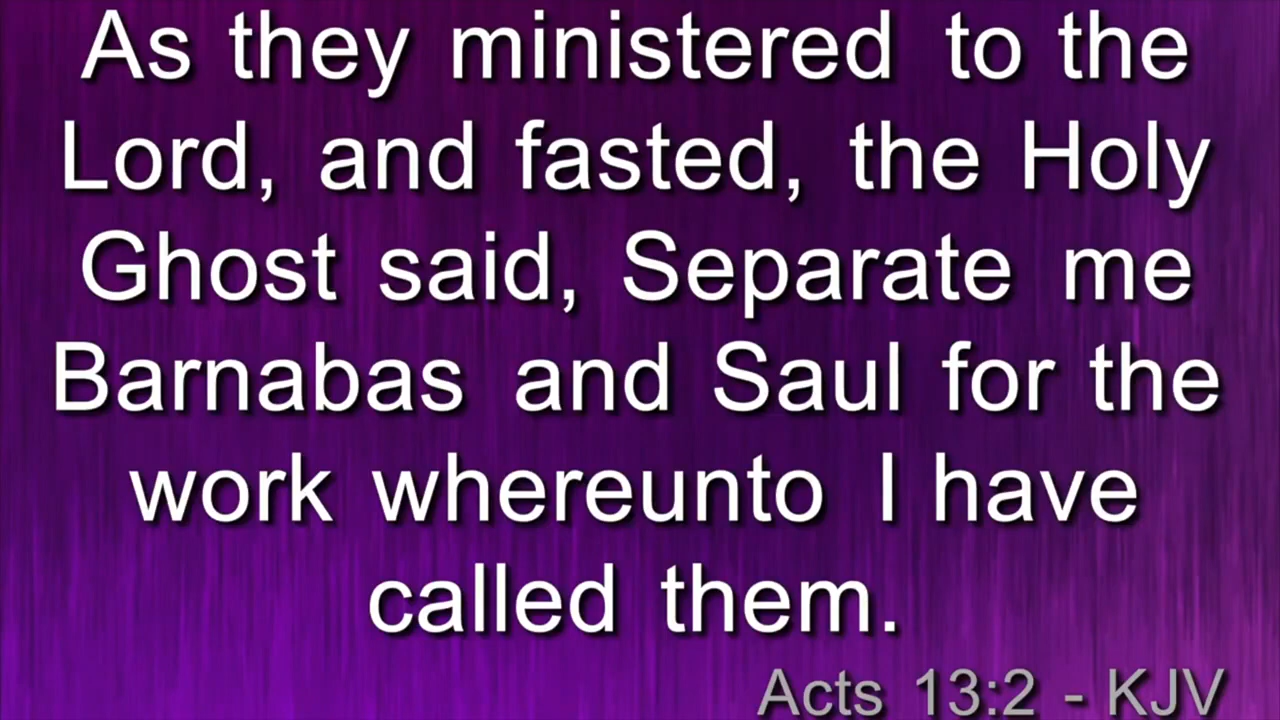 As they ministered to the
Lord, and fasted, the Holy
Ghost said, Separate me
Barnabas and Saul for the
work whereunto I have
called them.
Acts 13:2 - KJV